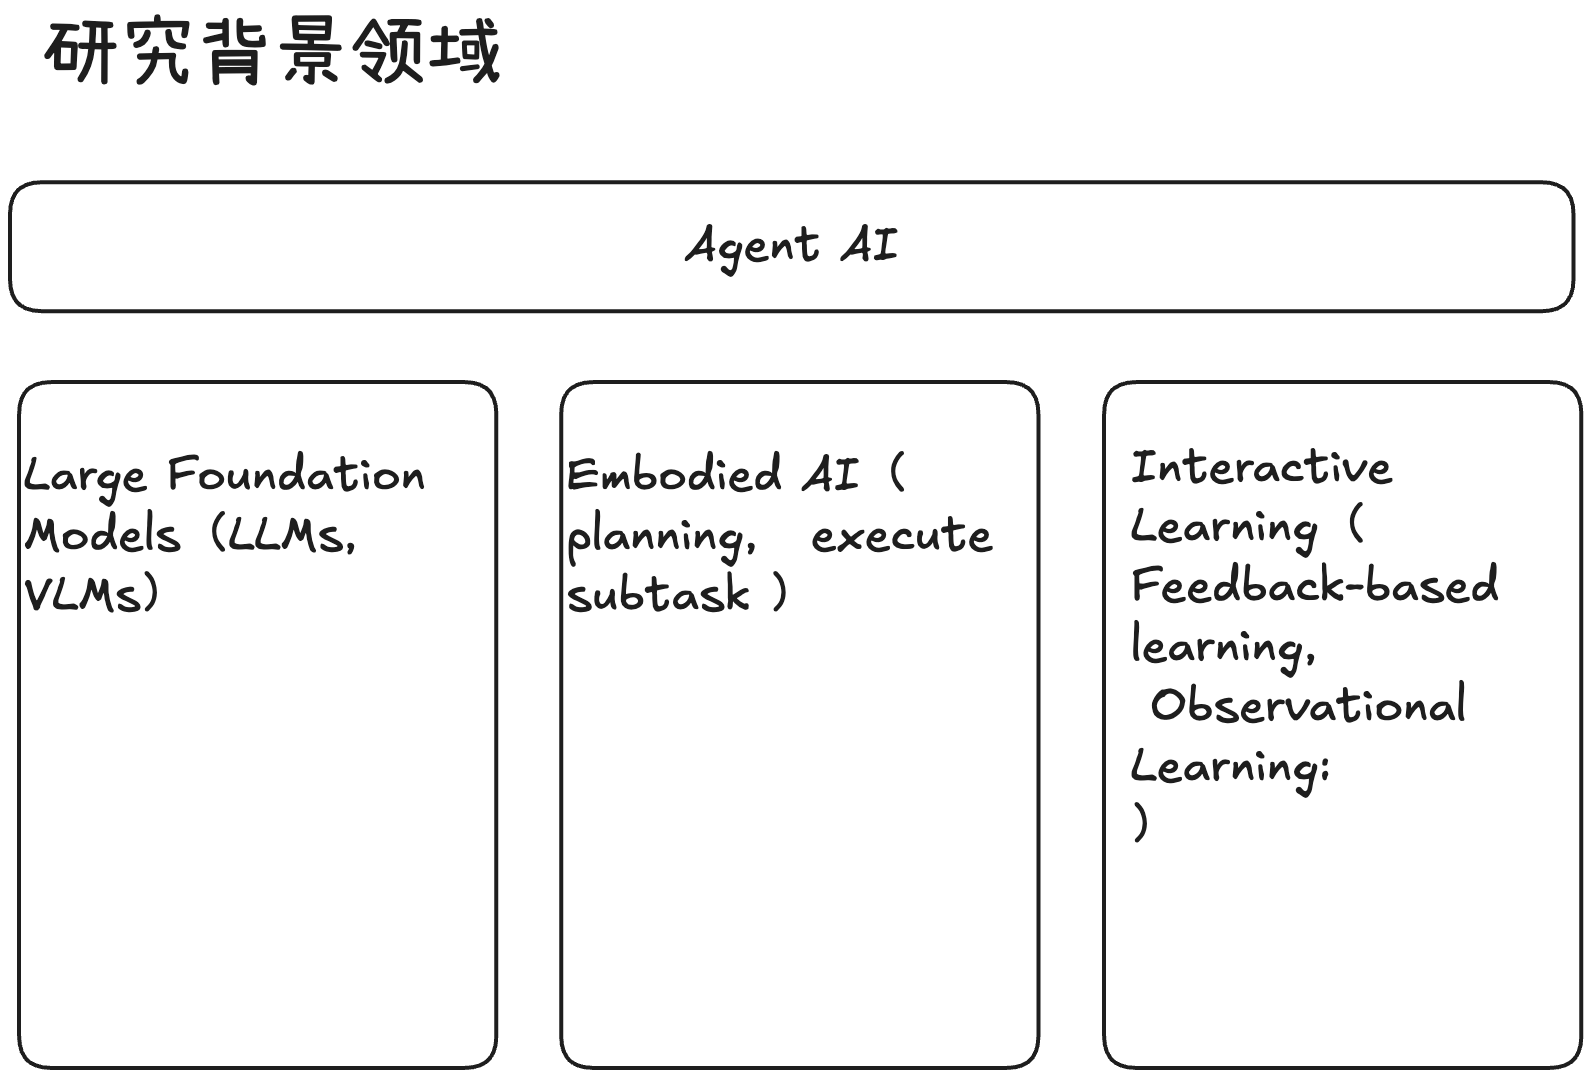 研究背景领域
Agent AI
Large Foundation
Models (LLMs,
VLMs)
Embodied AI (
planning, execute
subtask )
Interactive
Learning (
Feedback-based
learning,
Observational
Learning:
)